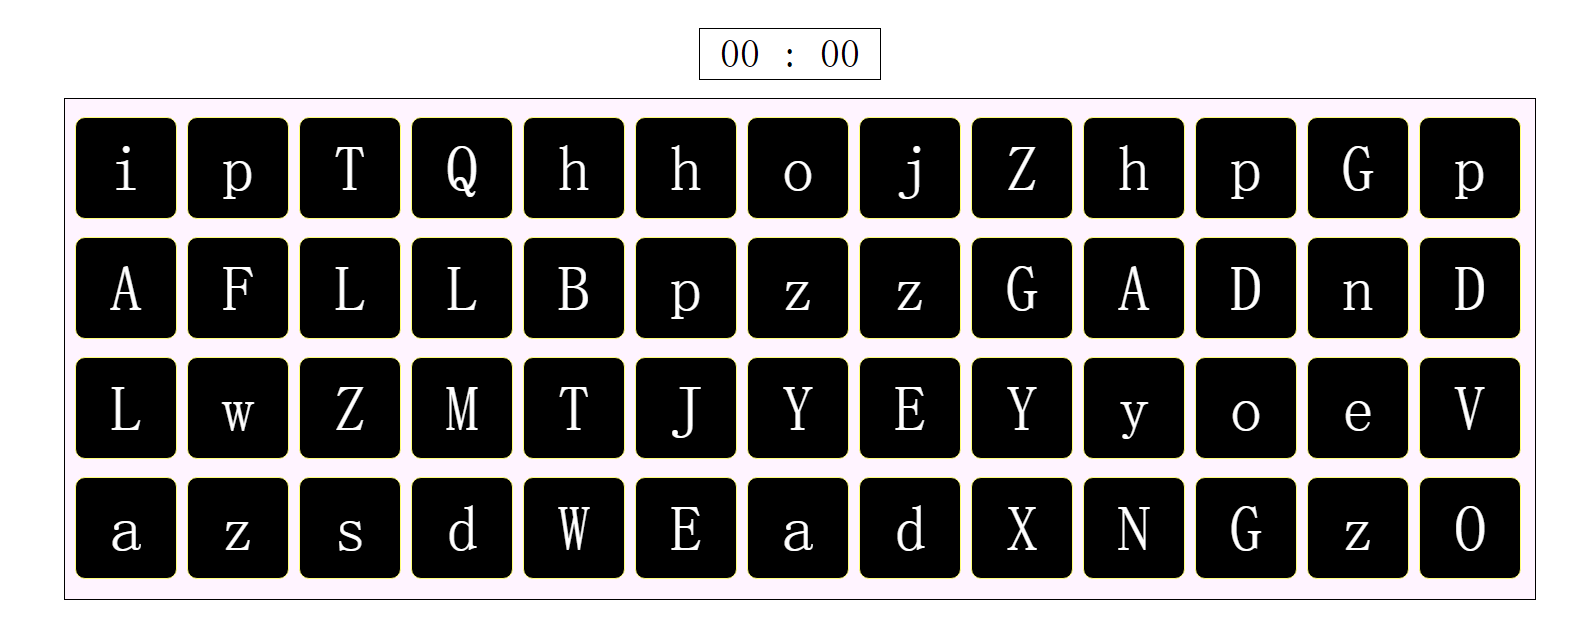 00 : 00
i p T Q h h o j Z h p G p
A F L L B p z z G A D n D
L w Z M T J Y E Y y o e V
a z s d W E a d X N G z O